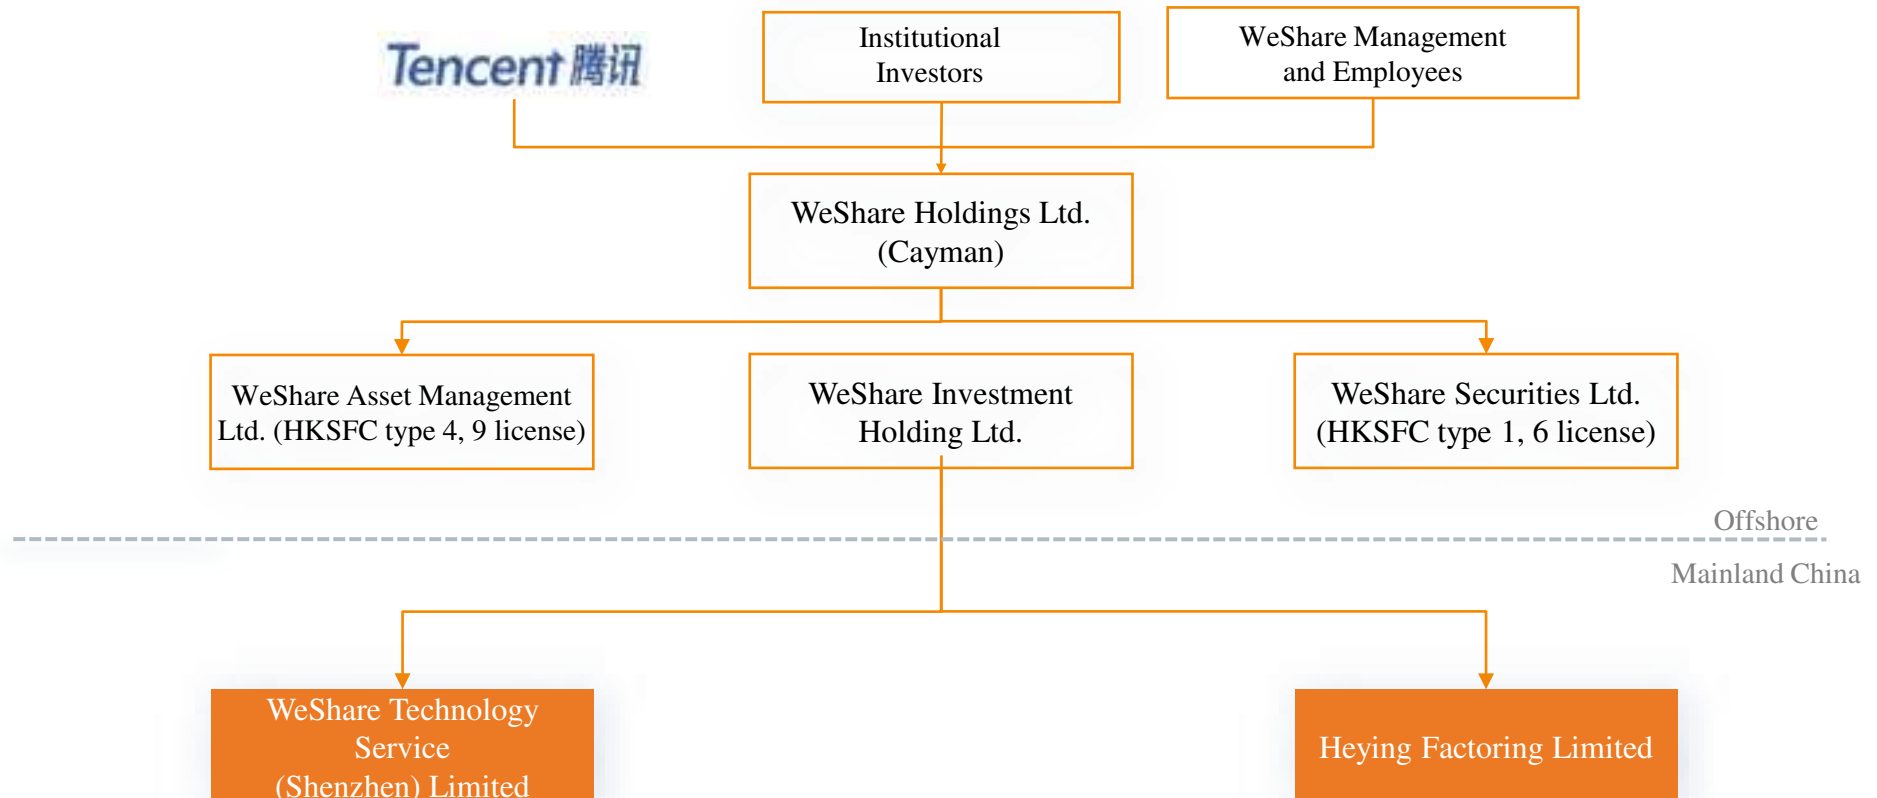 Tencent 腾讯
Institutional
Investors
WeShare Management
and Employees
WeShare Holdings Ltd.
(Cayman)
WeShare Asset Management
Ltd. (HKSFC type 4, 9 license)
WeShare Investment
Holding Ltd.
WeShare Securities Ltd.
(HKSFC type 1, 6 license)
Offshore
Mainland China
WeShare Technology
Service
(Shenzhen) Limited
Heying Factoring Limited